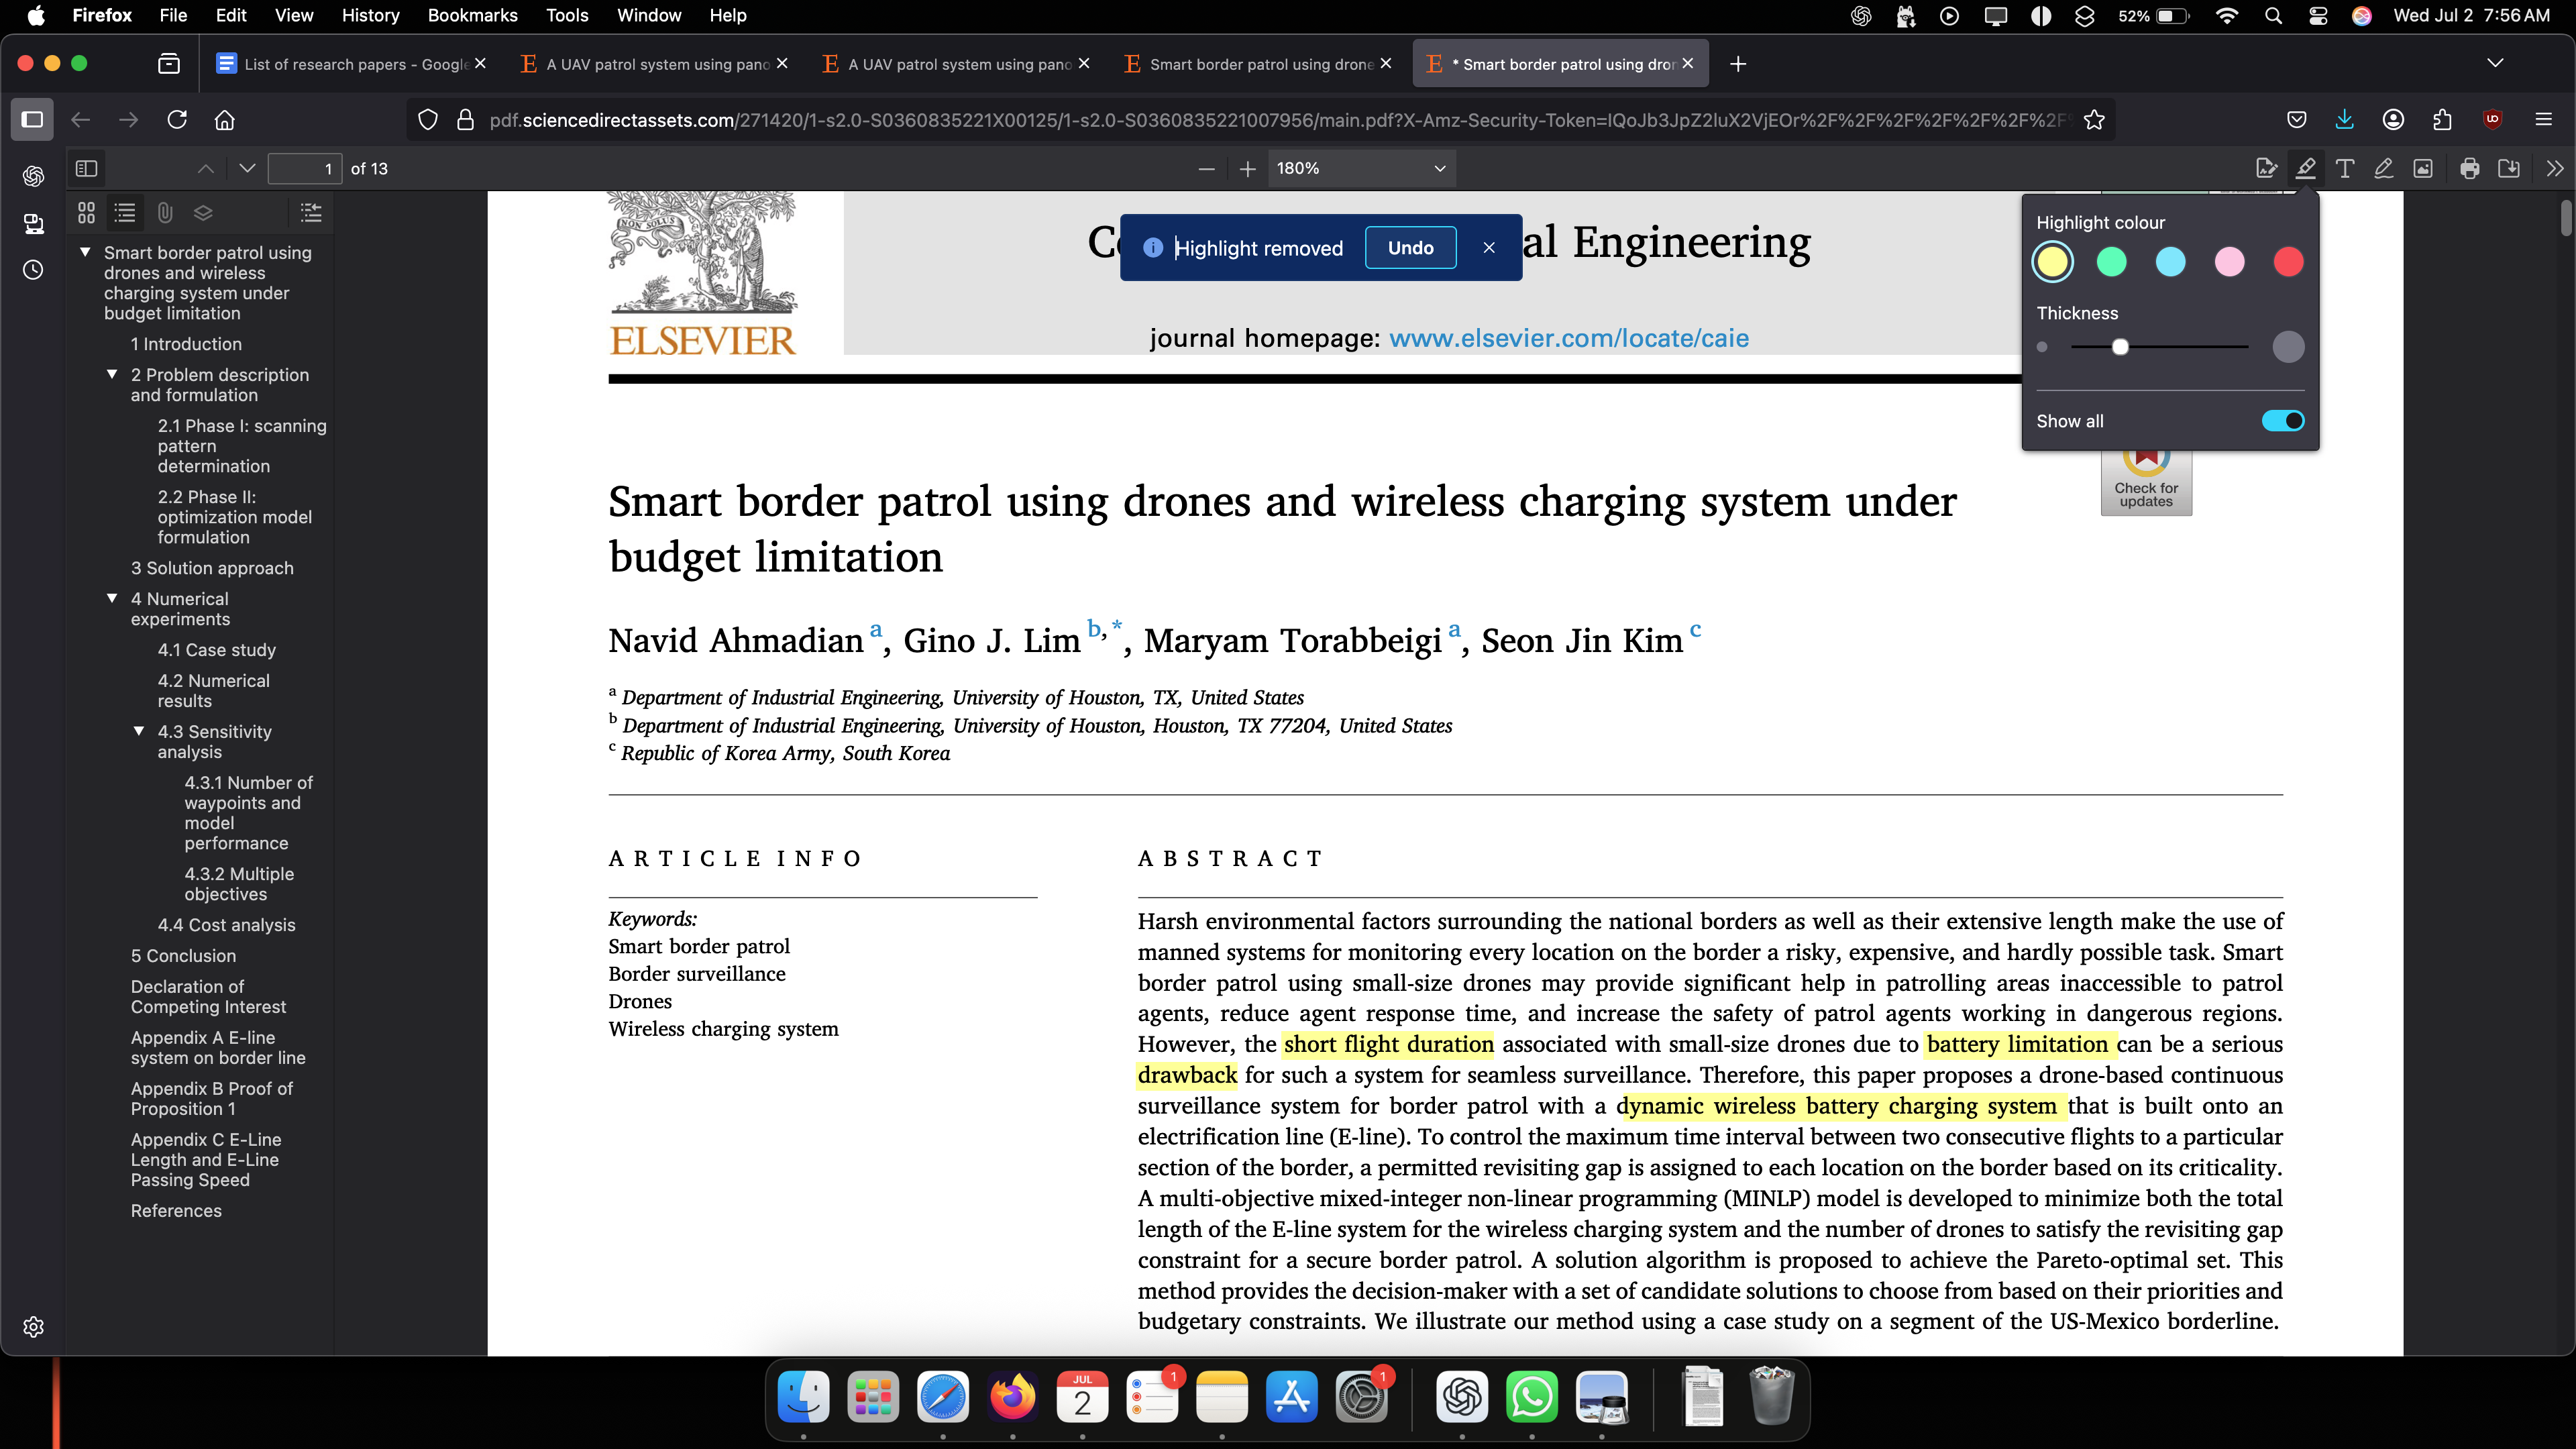 Firefox File Edit View History Bookmarks Tools Window Help 52% Wed Jul 2 7:56 AM
List of research papers - Google
A UAV patrol system using pano
A UAV patrol system using pano
Smart border patrol using drone
* Smart border patrol using dron
pdf.sciencedirectassets.com/271420/1-s2.0-S0360835221X00125/1-s2.0-S0360835221007956/main.pdf?X-Amz-Security-Token=IQoJb3JpZ2luX2VjEOr%2F%2F%2F%2F%2F%2F%2F
1 of 13
180%
Smart border patrol using
drones and wireless
charging system under
budget limitation
1 Introduction
2 Problem description
and formulation
2.1 Phase I: scanning
pattern
determination
2.2 Phase II:
optimization model
formulation
3 Solution approach
4 Numerical
experiments
4.1 Case study
4.2 Numerical
results
4.3 Sensitivity
analysis
4.3.1 Number of
waypoints and
model
performance
4.3.2 Multiple
objectives
4.4 Cost analysis
5 Conclusion
Declaration of
Competing Interest
Appendix A E-line
system on border line
Appendix B Proof of
Proposition 1
Appendix C E-Line
Length and E-Line
Passing Speed
References
NON SOLUS
ELSEVIER
al Engineering
Highlight removed Undo
journal homepage: www.elsevier.com/locate/caie
Highlight colour
Thickness
Show all
Check for
updates
Smart border patrol using drones and wireless charging system under
budget limitation
Navid Ahmadian a, Gino J. Lim b,*, Maryam Torabbeigi a, Seon Jin Kim c
a Department of Industrial Engineering, University of Houston, TX, United States
b Department of Industrial Engineering, University of Houston, Houston, TX 77204, United States
c Republic of Korea Army, South Korea
ARTICLE INFO
Keywords:
Smart border patrol
Border surveillance
Drones
Wireless charging system
ABSTRACT
Harsh environmental factors surrounding the national borders as well as their extensive length make the use of
manned systems for monitoring every location on the border a risky, expensive, and hardly possible task. Smart
border patrol using small-size drones may provide significant help in patrolling areas inaccessible to patrol
agents, reduce agent response time, and increase the safety of patrol agents working in dangerous regions.
However, the short flight duration associated with small-size drones due to battery limitation can be a serious
drawback for such a system for seamless surveillance. Therefore, this paper proposes a drone-based continuous
surveillance system for border patrol with a dynamic wireless battery charging system that is built onto an
electrification line (E-line). To control the maximum time interval between two consecutive flights to a particular
section of the border, a permitted revisiting gap is assigned to each location on the border based on its criticality.
A multi-objective mixed-integer non-linear programming (MINLP) model is developed to minimize both the total
length of the E-line system for the wireless charging system and the number of drones to satisfy the revisiting gap
constraint for a secure border patrol. A solution algorithm is proposed to achieve the Pareto-optimal set. This
method provides the decision-maker with a set of candidate solutions to choose from based on their priorities and
budgetary constraints. We illustrate our method using a case study on a segment of the US-Mexico borderline.
JUL
2
1
1